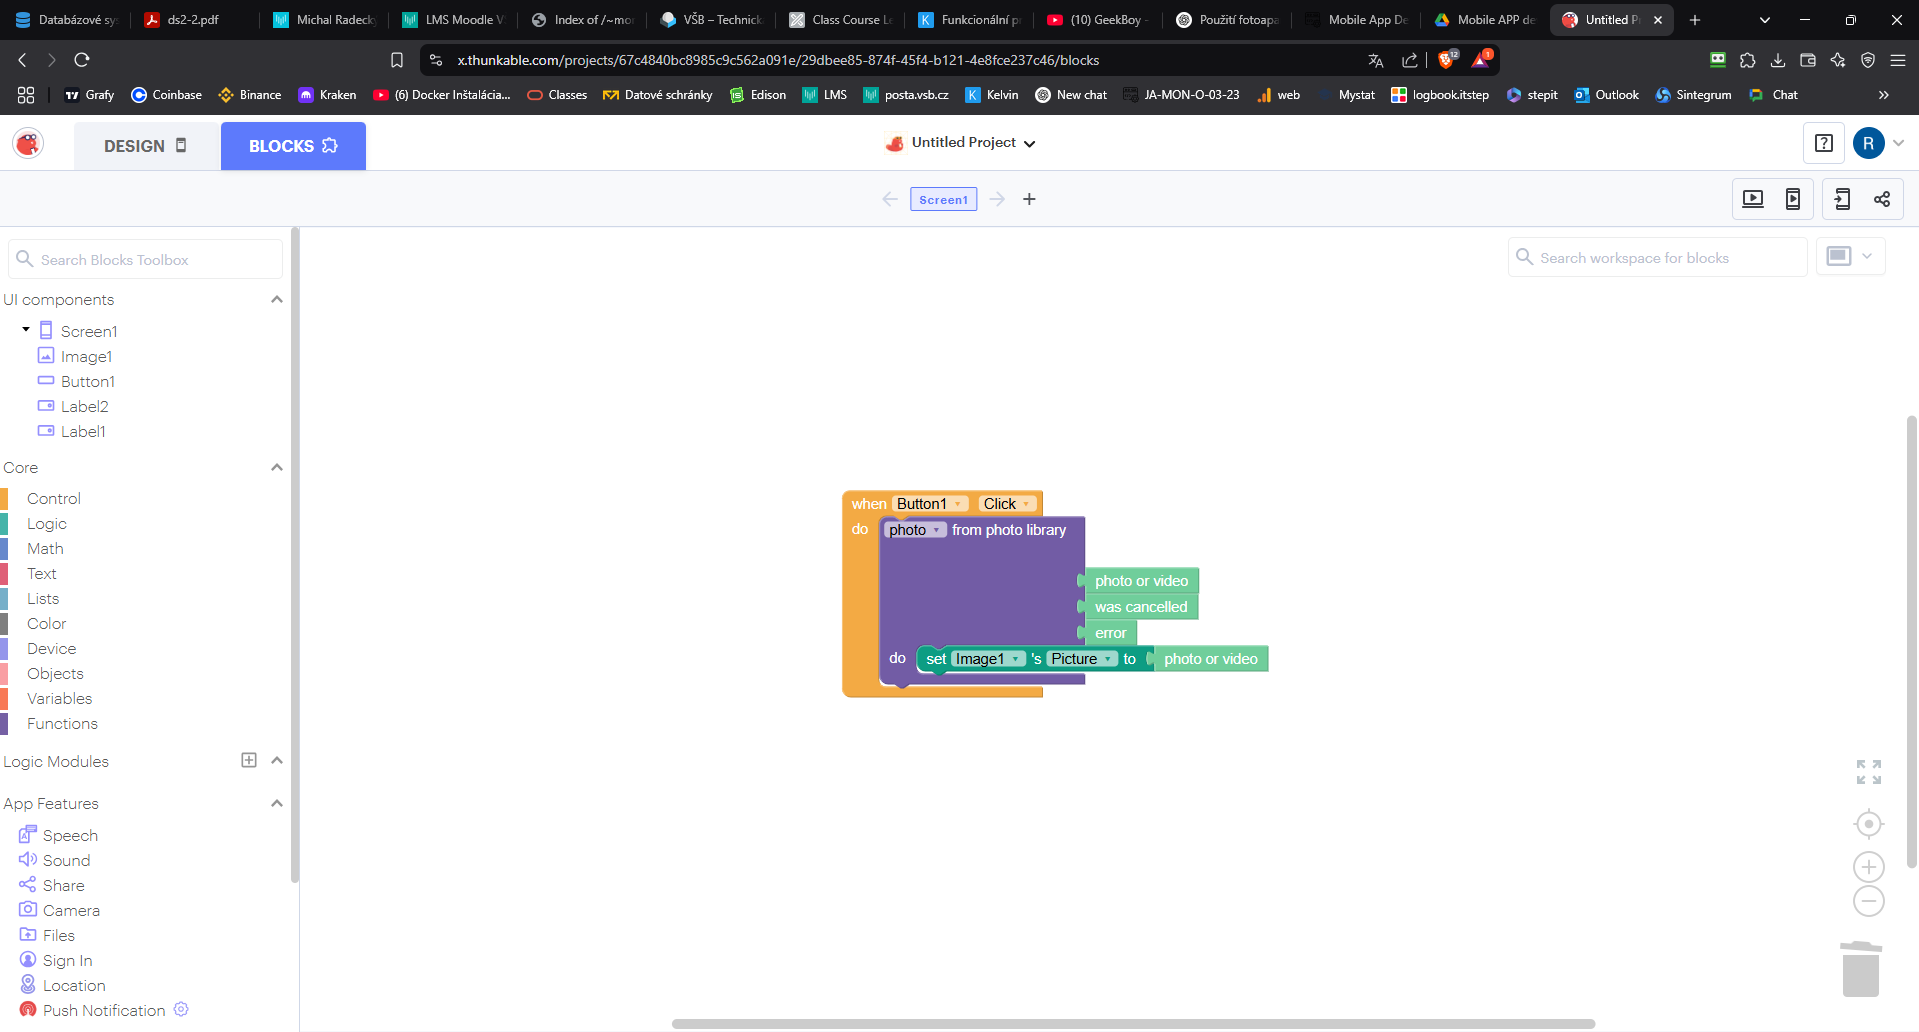 Databázové sy
ds2-2.pdf
Michal Radeck
LMS Moodle V
Index of /~mor
VŠB – Technick
Class Course Le
Funkcionální pr
(10) GeekBoy -
Použití fotoapa
Mobile App De
Mobile APP de
Untitled P
x.thunkable.com/projects/67c4840bc8985c9c562a091e/29dbee85-874f-45f4-b121-4e8fce237c46/blocks
12
1
Grafy
Coinbase
Binance
Kraken
(6) Docker Inštalácia...
Classes
Datové schránky
Edison
LMS
posta.vsb.cz
Kelvin
New chat
JA-MON-O-03-23
web
Mystat
logbook.itstep
stepit
Outlook
Sintegrum
Chat
»
DESIGN
BLOCKS
Untitled Project
?
R
Screen1
Search Blocks Toolbox
Search workspace for blocks
UI components
Screen1
Image1
Button1
Label2
Label1
Core
Control
Logic
Math
Text
Lists
Color
Device
Objects
Variables
Functions
Logic Modules
App Features
Speech
Sound
Share
Camera
Files
Sign In
Location
Push Notification
when Button1 Click
do photo from photo library
photo or video
was cancelled
error
do set Image1 's Picture to photo or video